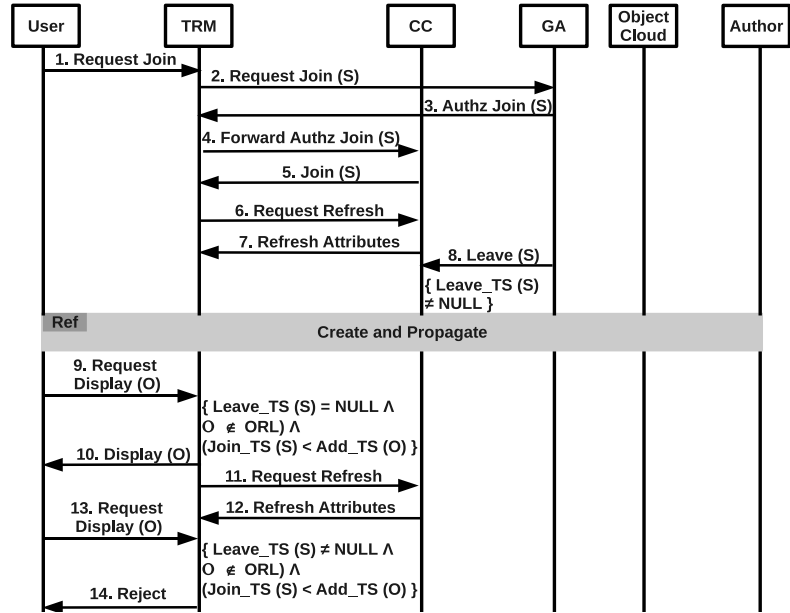 User
TRM
CC
GA
Object
Cloud
Author
1. Request Join
2. Request Join (S)
3. Authz Join (S)
4. Forward Authz Join (S)
5. Join (S)
6. Request Refresh
7. Refresh Attributes
8. Leave (S)
{ Leave_TS (S)
≠ NULL }
Ref
Create and Propagate
9. Request
Display (O)
{ Leave_TS (S) = NULL Λ
O ∉ ORL) Λ
(Join_TS (S) < Add_TS (O) }
10. Display (O)
11. Request Refresh
12. Refresh Attributes
13. Request
Display (O)
{ Leave_TS (S) ≠ NULL Λ
O ∉ ORL) Λ
(Join_TS (S) < Add_TS (O) }
14. Reject